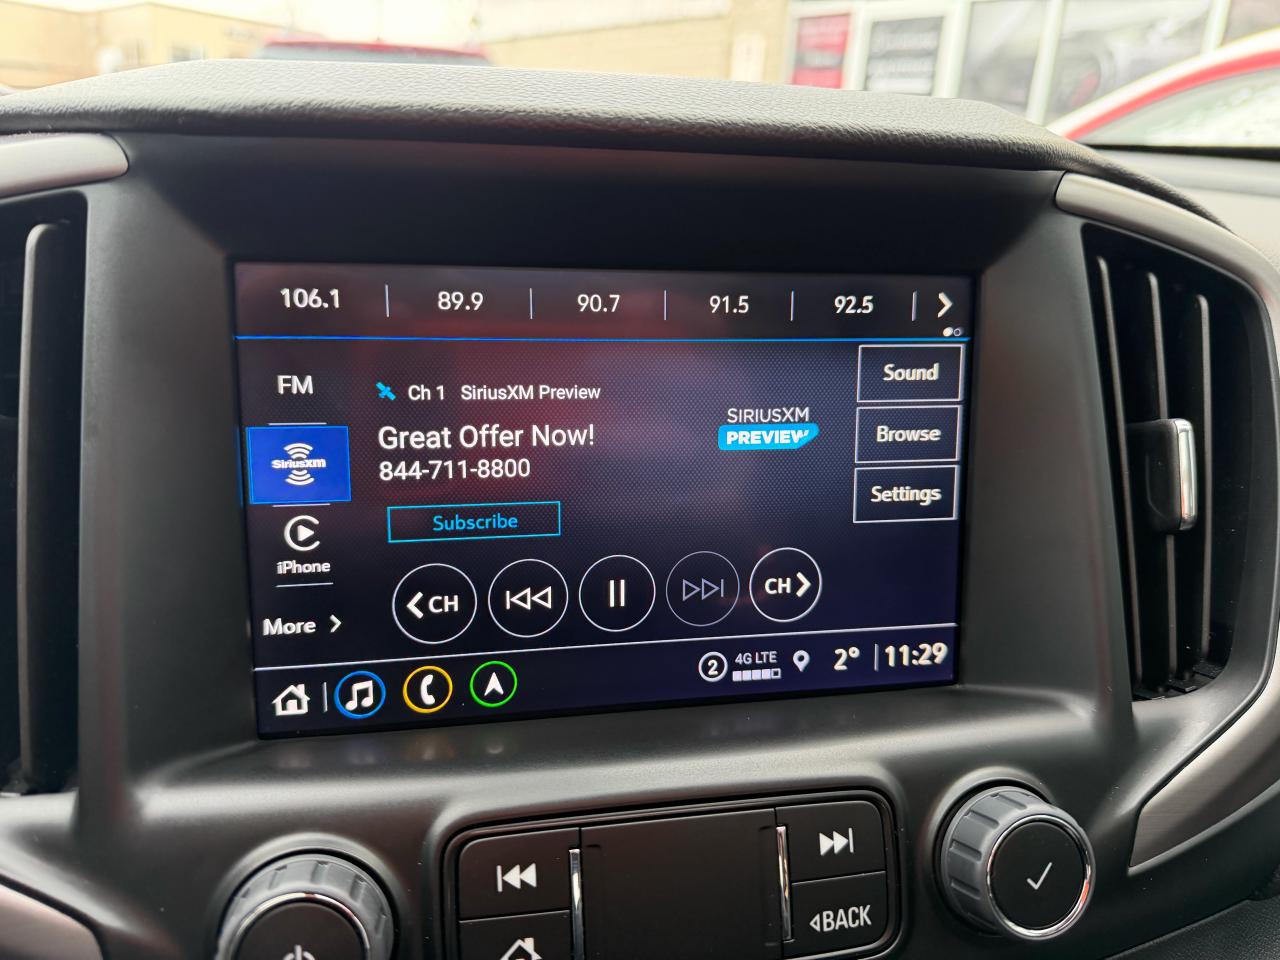 106.1 | 89.9 | 90.7 | 91.5 | 92.5 |
FM
SiriusXM
iPhone
More
Ch 1 SiriusXM Preview
Great Offer Now!
844-711-8800
Subscribe
SIRIUSXM
PREVIEW
Sound
Browse
Settings
CH
CH
2 4G LTE 2° | 11:29
BACK